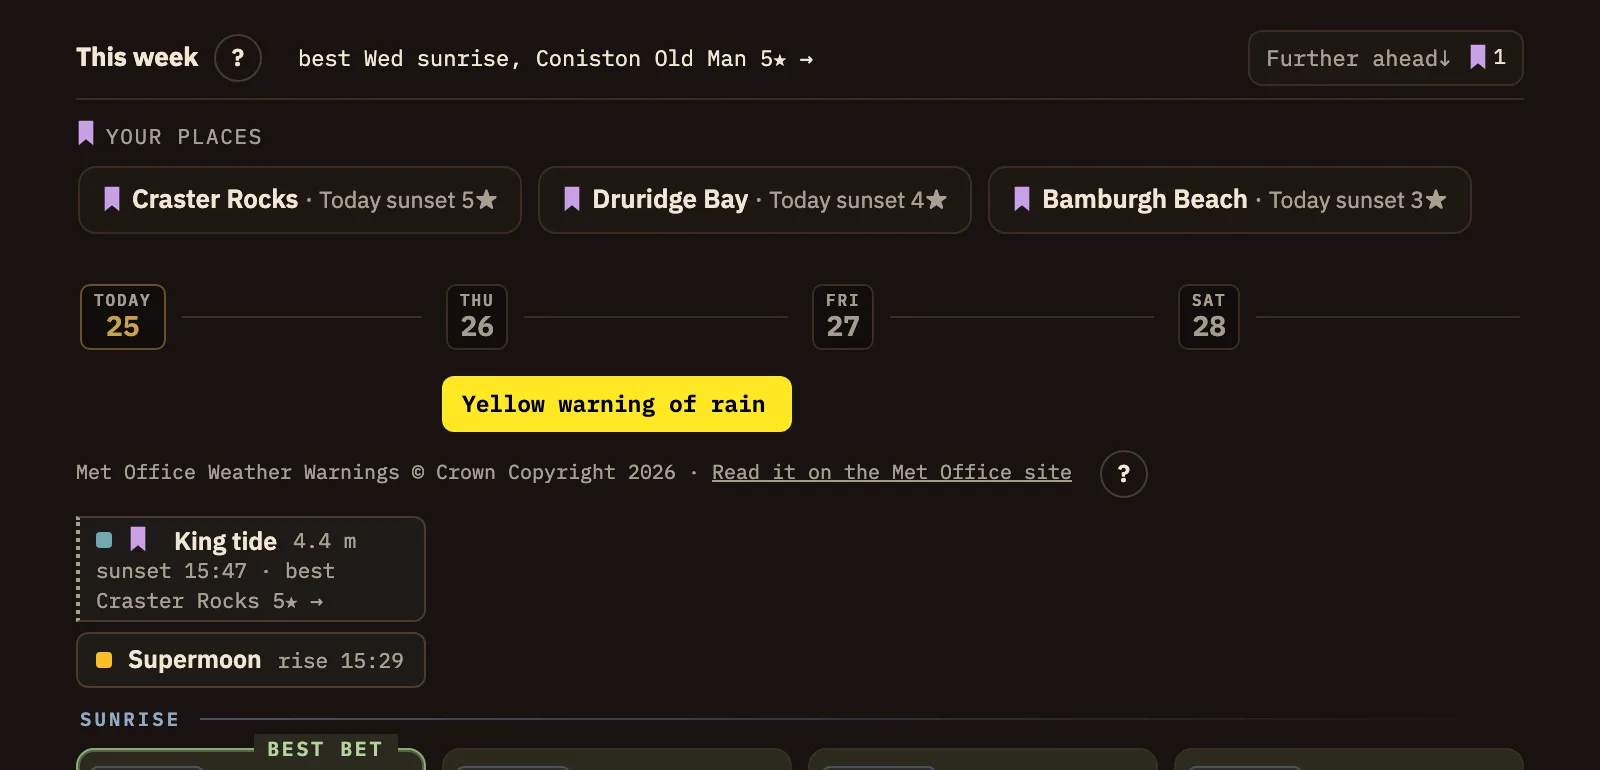 This week ? best Wed sunrise, Coniston Old Man 5★ → Further ahead↓ 1
YOUR PLACES
Craster Rocks · Today sunset 5★ Druridge Bay · Today sunset 4★ Bamburgh Beach · Today sunset 3★
TODAY THU FRI SAT
25 26 27 28
Yellow warning of rain
Met Office Weather Warnings © Crown Copyright 2026 · Read it on the Met Office site ?
King tide 4.4 m
sunset 15:47 · best
Craster Rocks 5★ →
Supermoon rise 15:29
SUNRISE
BEST BET